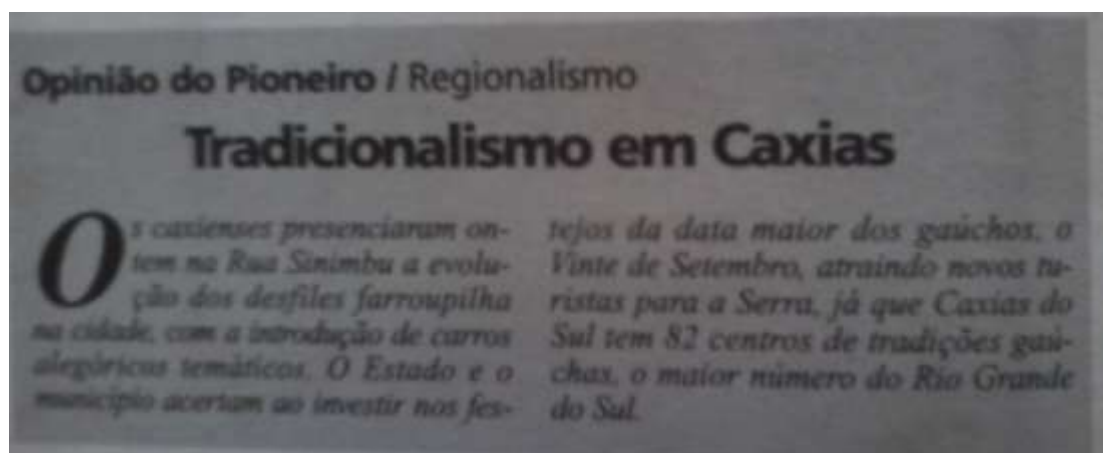 Opinião do Pioneiro / Regionalismo
Tradicionalismo em Caxias
Os caxienses presenciaram on-
tem na Rua Sinimbu a evolu-
ção dos desfiles farroupilha
na cidade, com a introdução de carros
alegóricos temáticos. O Estado e o
município acertam ao investir nos fes-
tejos da data maior dos gaúchos, o
Vinte de Setembro, atraindo novos tu-
ristas para a Serra, já que Caxias do
Sul tem 82 centros de tradições gaú-
chas, o maior número do Rio Grande
do Sul.